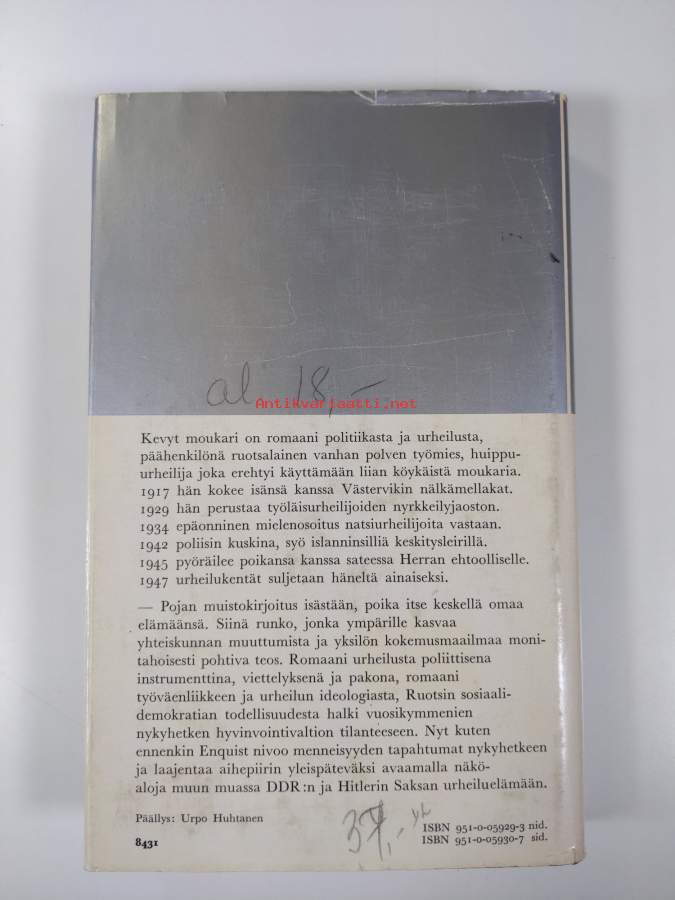 al. 18,-
Antikvariaatti.net
Kevyt moukari on romaani politiikasta ja urheilusta,
päähenkilönä ruotsalainen vanhan polven työmies, huippu-
urheilija joka erehtyi käyttämään liian köykäistä moukaria.
1917 hän kokee isänsä kanssa Västervikin nälkämellakat.
1929 hän perustaa työläisurheilijoiden nyrkkeilyjaoston.
1934 epäonninen mielenosoitus natsiurheilijoita vastaan.
1942 poliisin kuskina, syö islanninsilliä keskitysleirillä.
1945 pyöräilee poikansa kanssa sateessa Herran ehtoolliselle.
1947 urheilukentät suljetaan häneltä ainaiseksi.
— Pojan muistokirjoitus isästään, poika itse keskellä omaa
elämäänsä. Siinä runko, jonka ympärille kasvaa
yhteiskunnan muuttumista ja yksilön kokemusmaailmaa moni-
tahoisesti pohtiva teos. Romaani urheilusta poliittisena
instrumenttina, viettelyksenä ja pakona, romaani
työväenliikkeen ja urheilun ideologiasta, Ruotsin sosiaali-
demokratian todellisuudesta halki vuosikymmenien
nykyhetken hyvinvointivaltion tilanteeseen. Nyt kuten
ennenkin Enquist nivoo menneisyyden tapahtumat nykyhetkeen
ja laajentaa aihepiirin yleispäteväksi avaamalla näkö-
aloja muun muassa DDR:n ja Hitlerin Saksan urheiluelämään.
Päällys: Urpo Huhtanen
ISBN 951-0-05929-3 nid.
8431
ISBN 951-0-05930-7 sid.